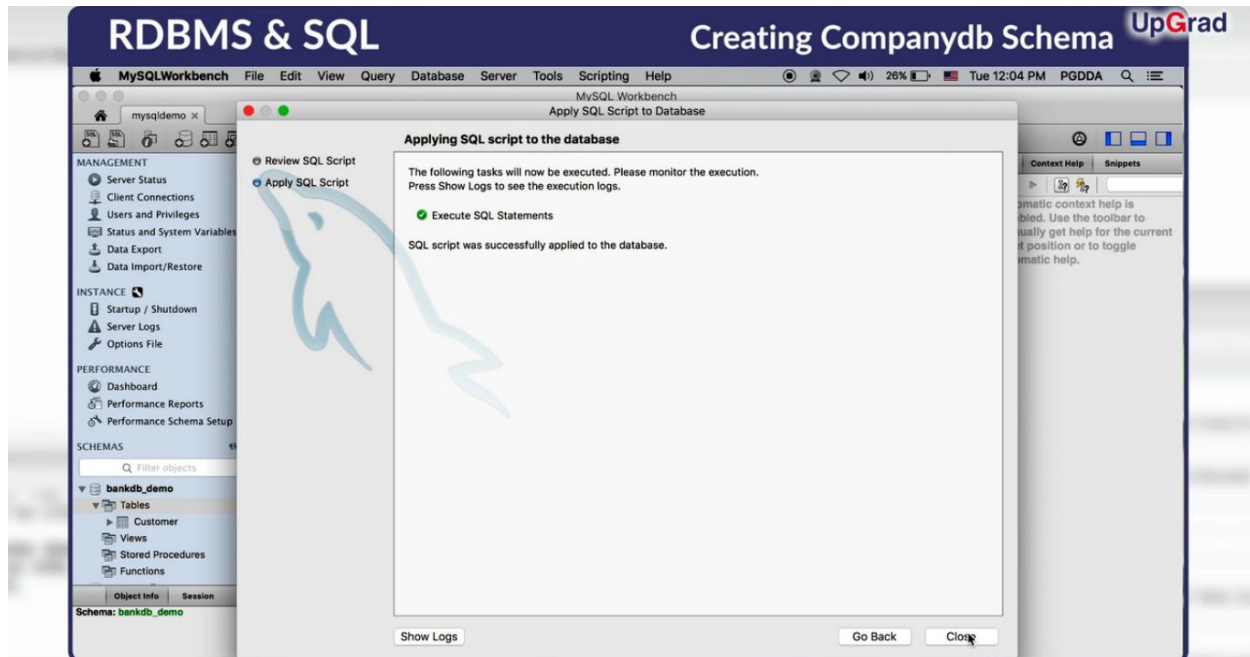 RDBMS & SQL
Creating Companydb Schema
UpGrad
MySQLWorkbench File Edit View Query Database Server Tools Scripting Help 26% Tue 12:04 PM PGDDA
MySQL Workbench
mysqldemo ×
Apply SQL Script to Database
Applying SQL script to the database
MANAGEMENT
Server Status
Client Connections
Users and Privileges
Status and System Variables
Data Export
Data Import/Restore
INSTANCE
Startup / Shutdown
Server Logs
Options File
PERFORMANCE
Dashboard
Performance Reports
Performance Schema Setup
SCHEMAS
Filter objects
bankdb_demo
Tables
Customer
Views
Stored Procedures
Functions
Object Info Session
Schema: bankdb_demo
Review SQL Script
Apply SQL Script
The following tasks will now be executed. Please monitor the execution.
Press Show Logs to see the execution logs.
Execute SQL Statements
SQL script was successfully applied to the database.
Show Logs Go Back Close
Context Help Snippets
omatic context help is
bled. Use the toolbar to
ually get help for the current
t position or to toggle
omatic help.